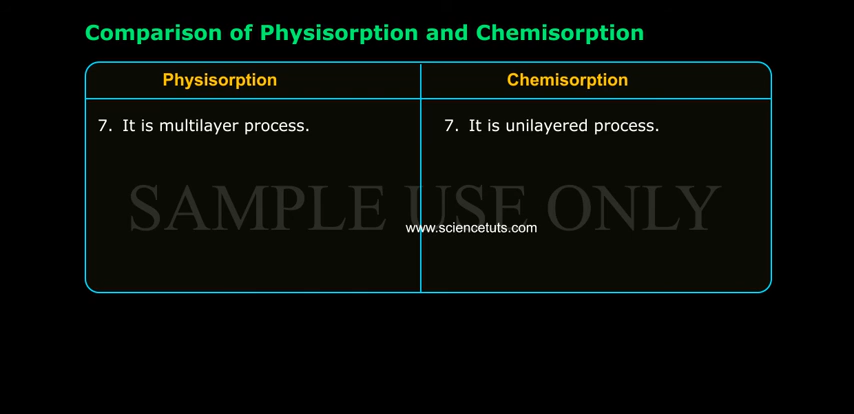 Comparison of Physisorption and Chemisorption
Physisorption
Chemisorption
7. It is multilayer process.
7. It is unilayered process.
SAMPLE USE ONLY
www.sciencetuts.com